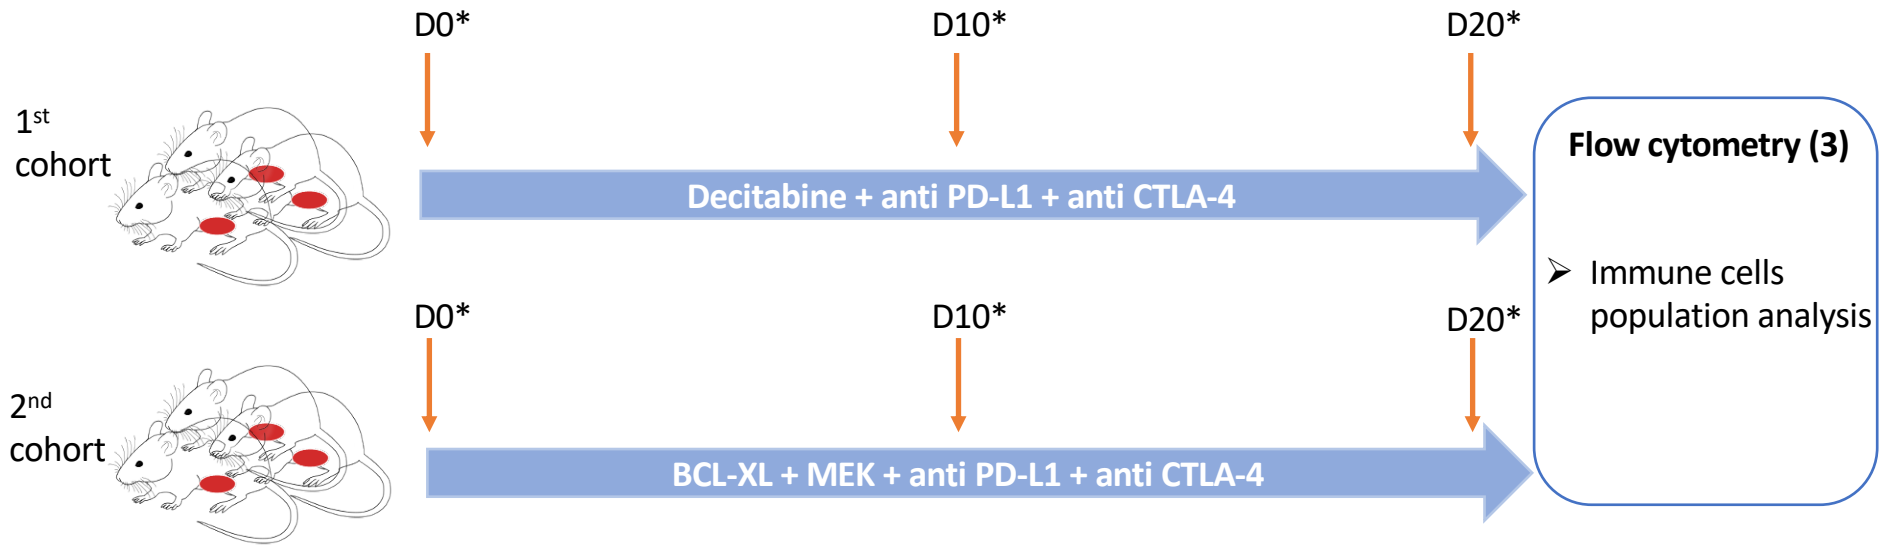 D0*
D10*
D20*
1st
cohort
Decitabine + anti PD-L1 + anti CTLA-4
Flow cytometry (3)
➢ Immune cells
population analysis
D0*
D10*
D20*
2nd
cohort
BCL-XL + MEK + anti PD-L1 + anti CTLA-4